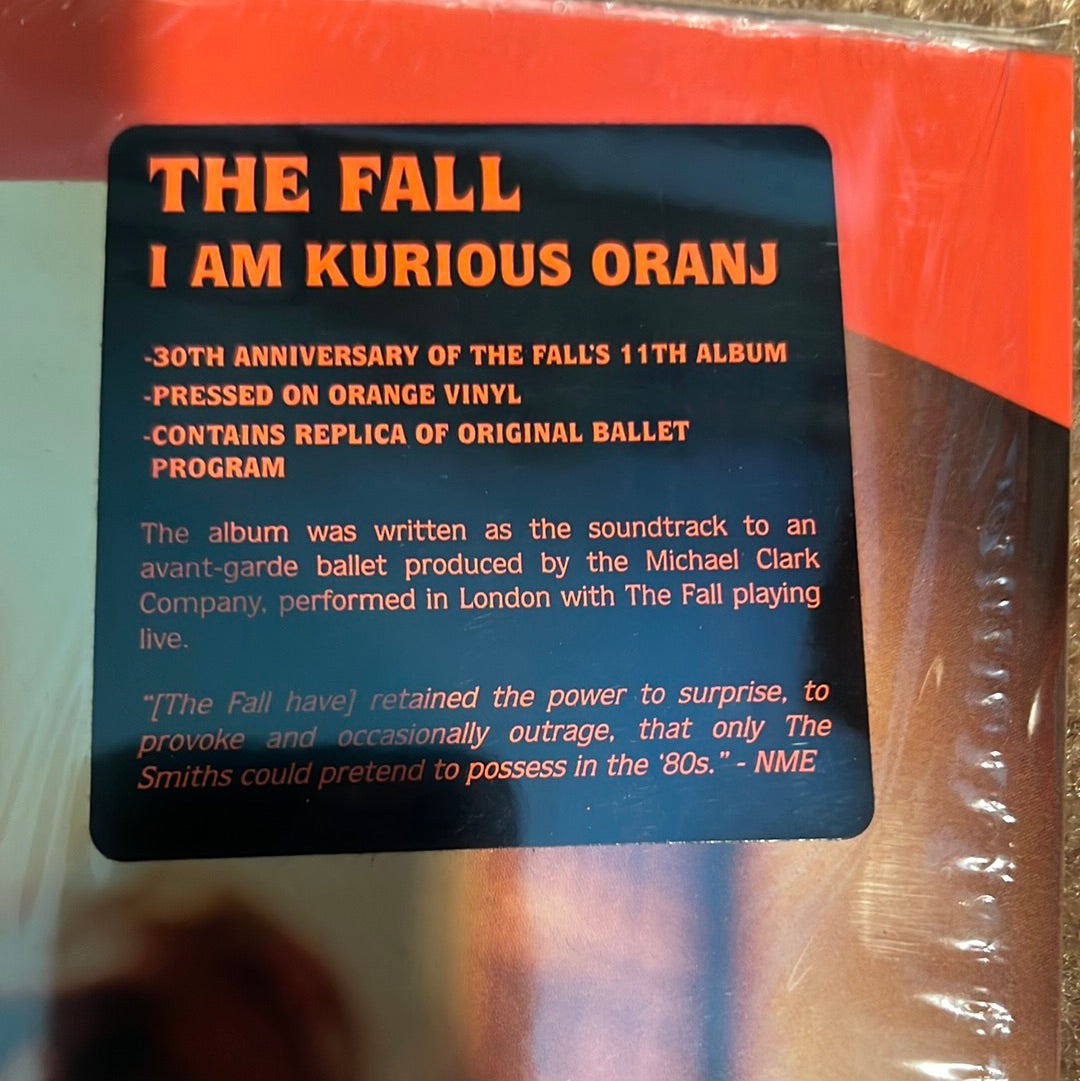 THE FALL
I AM KURIOUS ORANJ
-30TH ANNIVERSARY OF THE FALL'S 11TH ALBUM
-PRESSED ON ORANGE VINYL
-CONTAINS REPLICA OF ORIGINAL BALLET
PROGRAM
The album was written as the soundtrack to an
avant-garde ballet produced by the Michael Clark
Company, performed in London with The Fall playing
live.
"[The Fall have] retained the power to surprise, to
provoke and occasionally outrage, that only The
Smiths could pretend to possess in the '80s." - NME